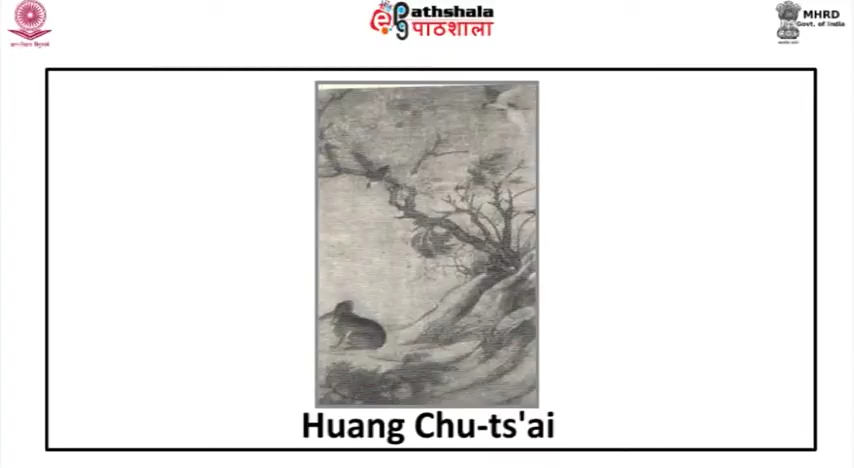 ePathshala
पाठशाला
MHRD
Govt. of India
Huang Chu-ts'ai